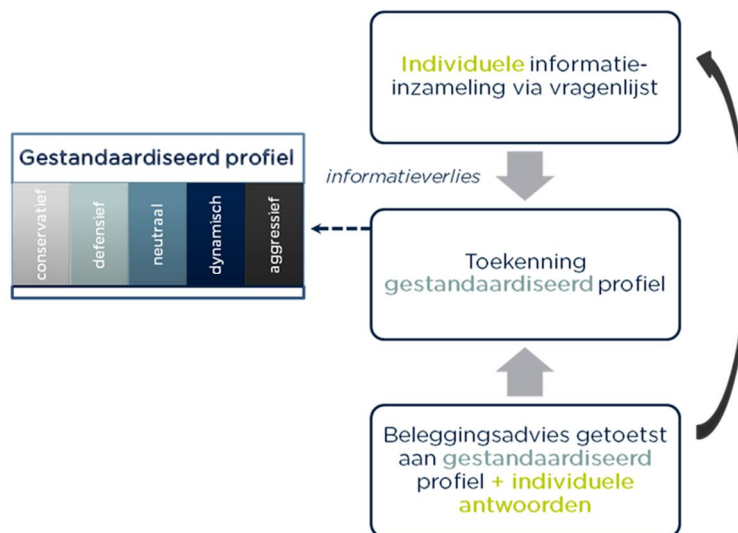 Individuele informatie-
inzameling via vragenlijst
Gestandaardiseerd profiel
conservatief
defensief
neutraal
dynamisch
aggressief
informatieverlies
Toekenning
gestandaardiseerd profiel
Beleggingsadvies getoetst
aan gestandaardiseerd
profiel + individuele
antwoorden